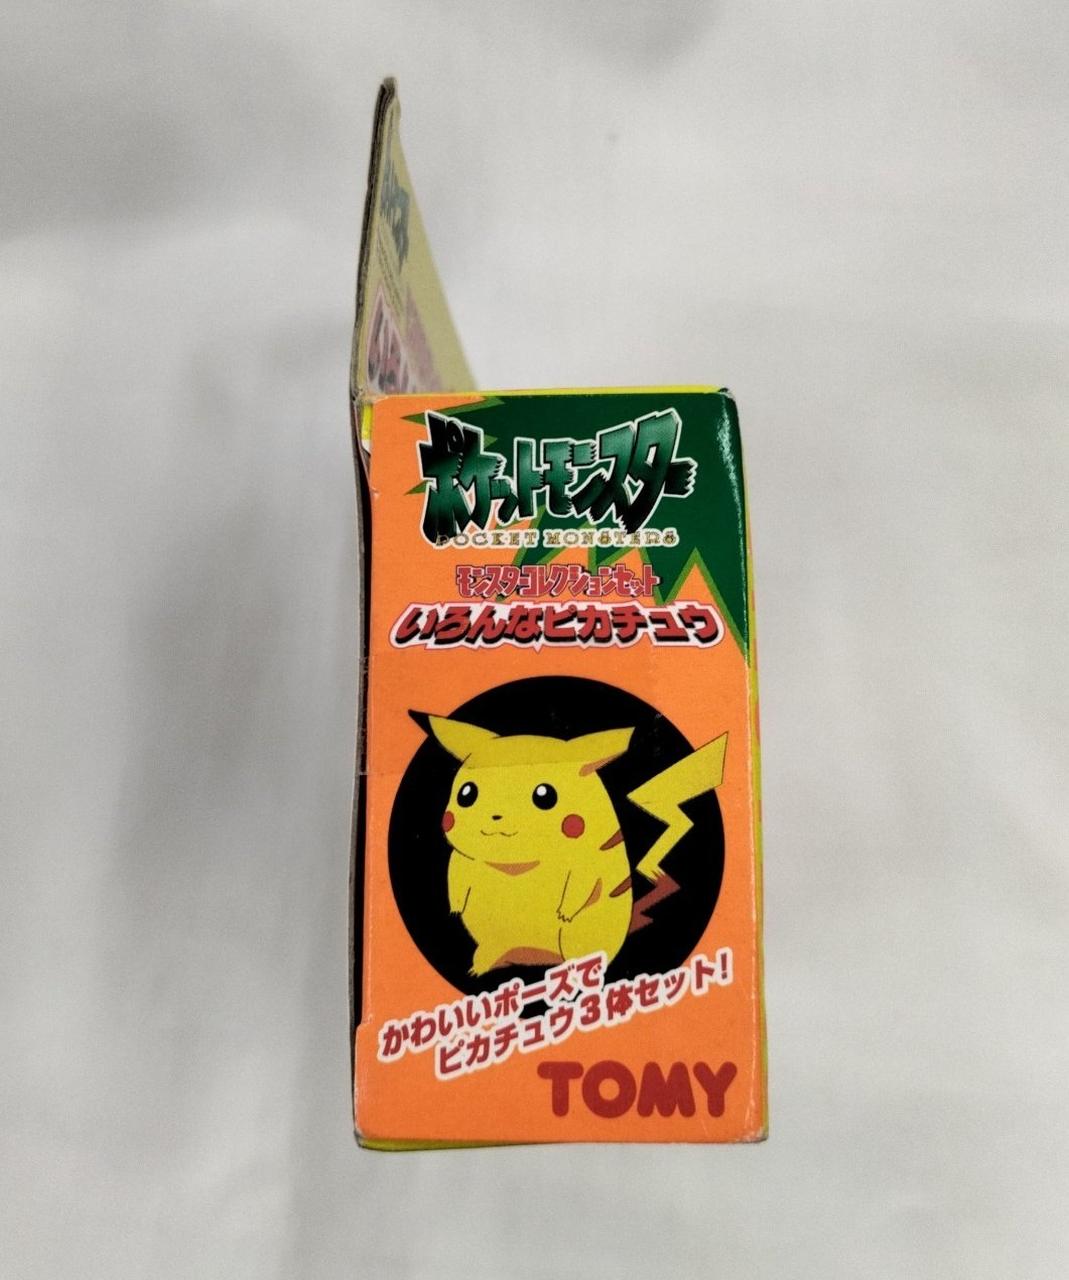 ポケットモンスター
POCKET MONSTERS
モンスターコレクションセット
いろんなピカチュウ
かわいいポーズで
ピカチュウ3体セット!
TOMY